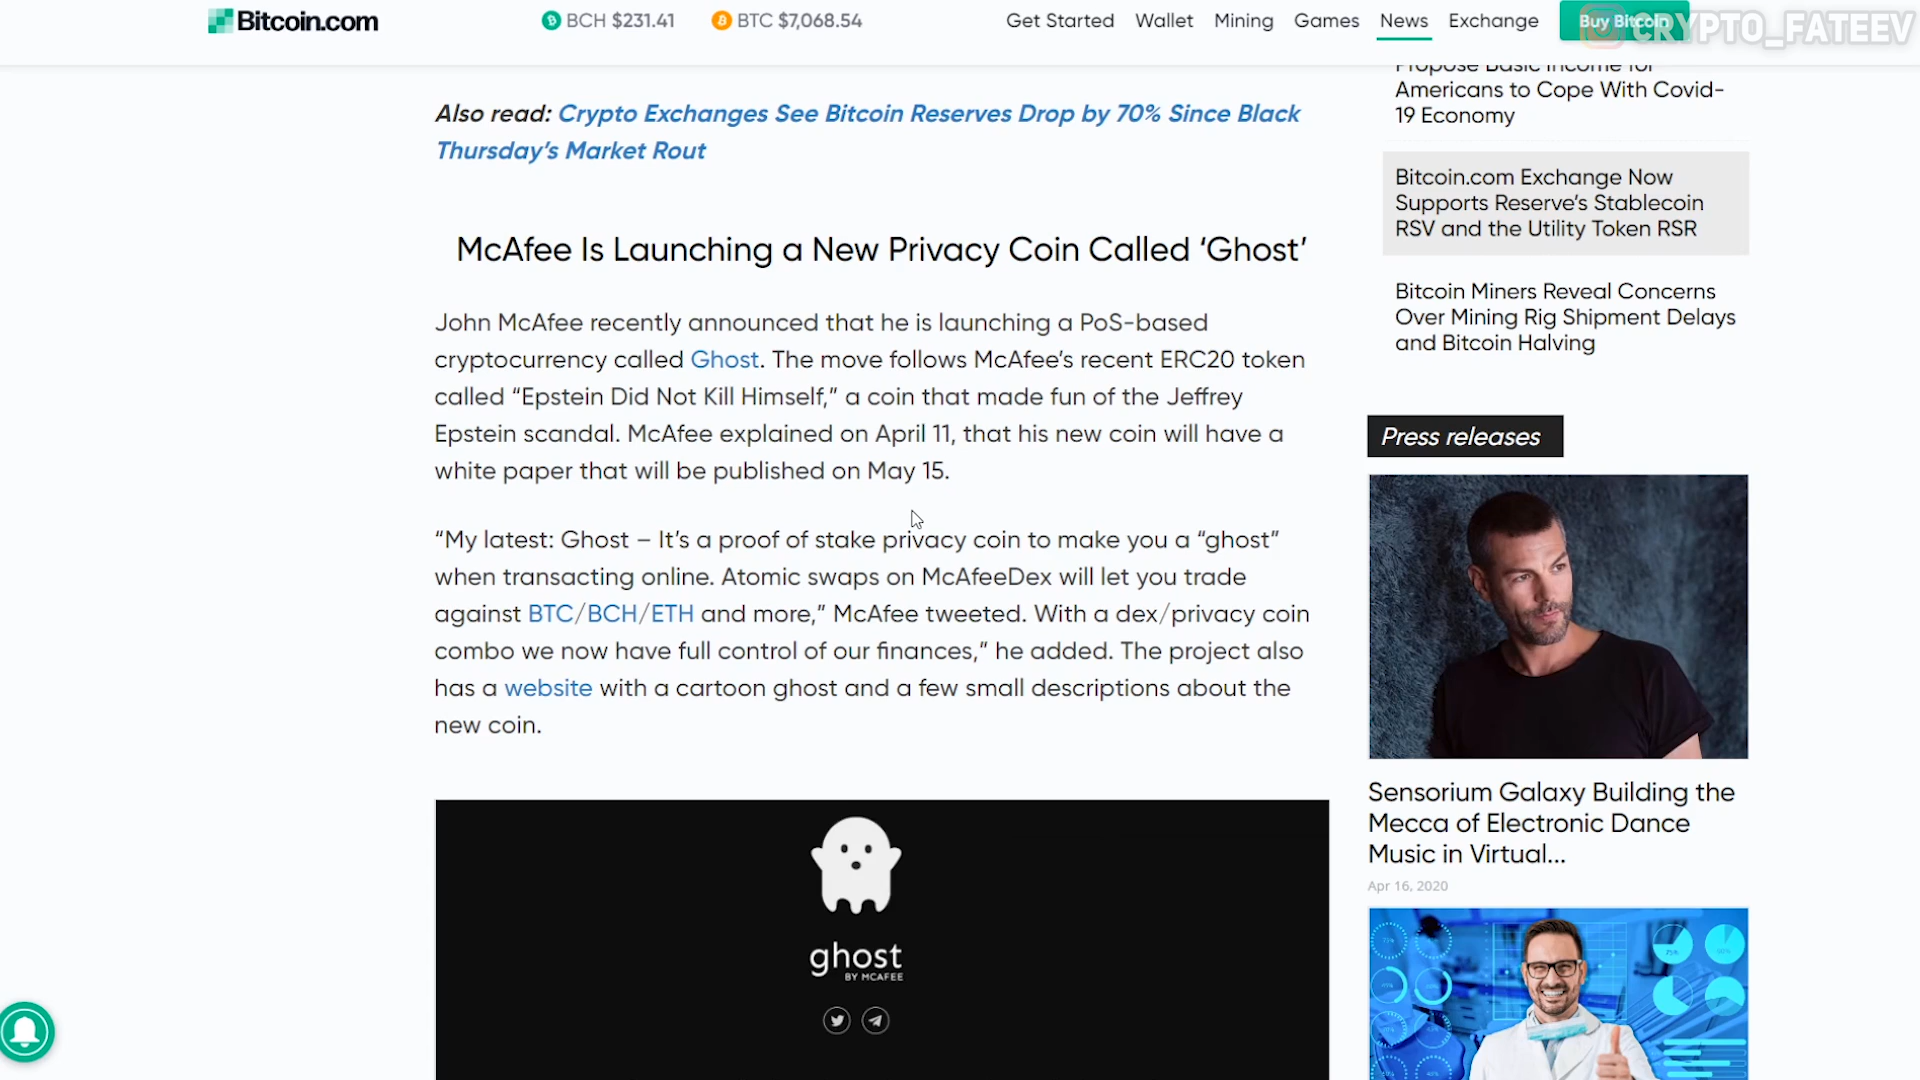 Bitcoin.com
BCH $231.41
BTC $7,068.54
Get Started
Wallet
Mining
Games
News
Exchange
Buy Bitcoin
CRYPTO_FATEEV
Also read: Crypto Exchanges See Bitcoin Reserves Drop by 70% Since Black
Thursday’s Market Rout
McAfee Is Launching a New Privacy Coin Called ‘Ghost’
John McAfee recently announced that he is launching a PoS-based
cryptocurrency called Ghost. The move follows McAfee’s recent ERC20 token
called “Epstein Did Not Kill Himself,” a coin that made fun of the Jeffrey
Epstein scandal. McAfee explained on April 11, that his new coin will have a
white paper that will be published on May 15.
“My latest: Ghost – It’s a proof of stake privacy coin to make you a “ghost”
when transacting online. Atomic swaps on McAfeeDex will let you trade
against BTC/BCH/ETH and more,” McAfee tweeted. With a dex/privacy coin
combo we now have full control of our finances,” he added. The project also
has a website with a cartoon ghost and a few small descriptions about the
new coin.
ghost
BY MCAFEE
Propose Basic Income for
Americans to Cope With Covid-
19 Economy
Bitcoin.com Exchange Now
Supports Reserve’s Stablecoin
RSV and the Utility Token RSR
Bitcoin Miners Reveal Concerns
Over Mining Rig Shipment Delays
and Bitcoin Halving
Press releases
Sensorium Galaxy Building the
Mecca of Electronic Dance
Music in Virtual...
Apr 16, 2020